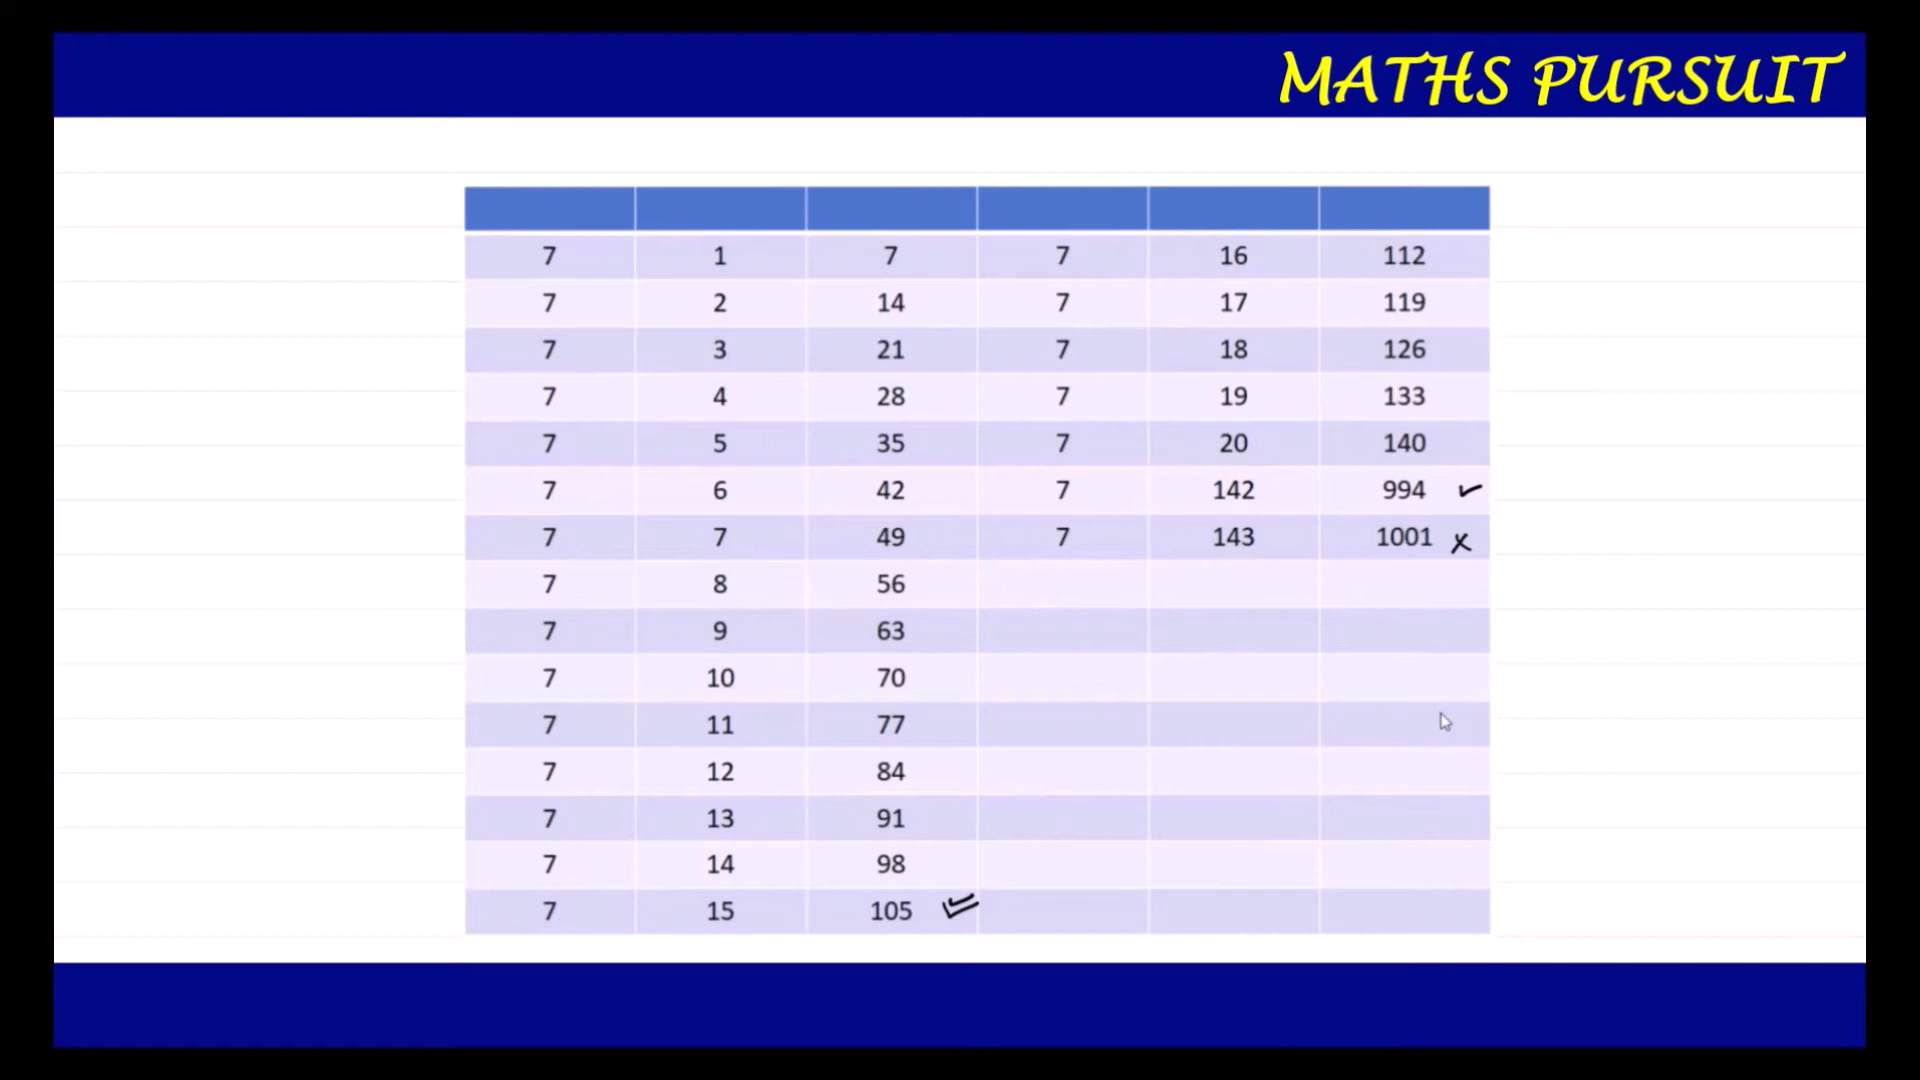 MATHS PURSUIT
7 1 7 7 16 112
7 2 14 7 17 119
7 3 21 7 18 126
7 4 28 7 19 133
7 5 35 7 20 140
7 6 42 7 142 994 ✓
7 7 49 7 143 1001 x
7 8 56
7 9 63
7 10 70
7 11 77
7 12 84
7 13 91
7 14 98
7 15 105 ✓